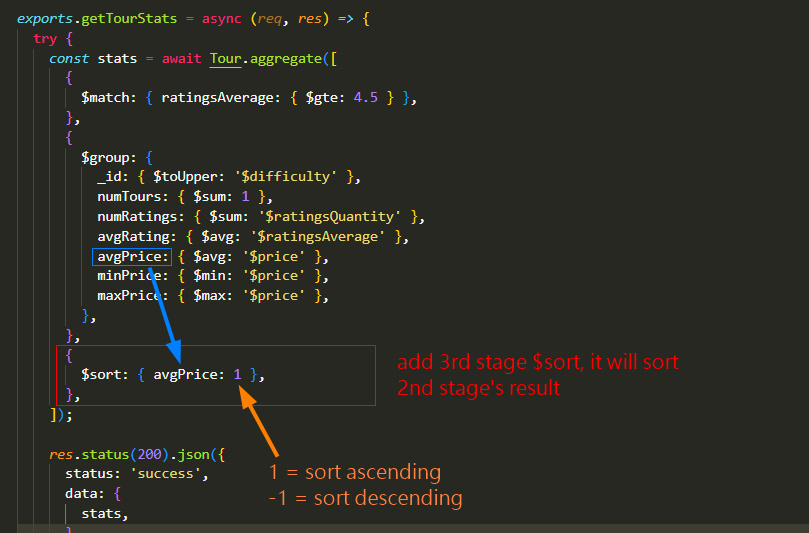 exports.getTourStats = async (req, res) => {
try {
const stats = await Tour.aggregate([
{
$match: { ratingsAverage: { $gte: 4.5 } },
},
{
$group: {
_id: { $toUpper: '$difficulty' },
numTours: { $sum: 1 },
numRatings: { $sum: '$ratingsQuantity' },
avgRating: { $avg: '$ratingsAverage' },
avgPrice: { $avg: '$price' },
minPrice: { $min: '$price' },
maxPrice: { $max: '$price' },
},
},
{
$sort: { avgPrice: 1 },
},
]);
add 3rd stage $sort, it will sort
2nd stage's result
res.status(200).json({
status: 'success',
data: {
stats,
}
1 = sort ascending
-1 = sort descending